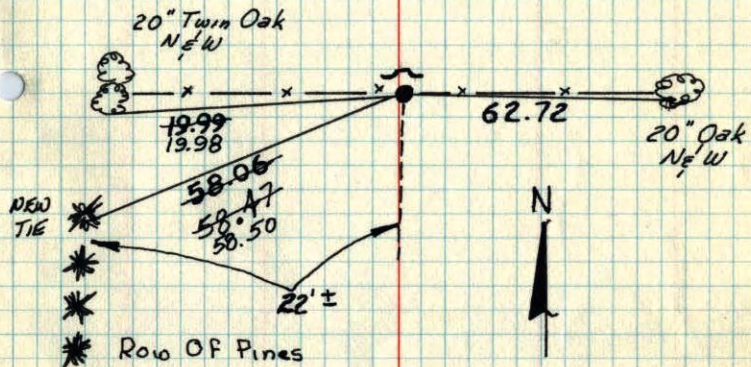 20" Twin Oak
N & W
19.99
19.98
62.72
20" Oak
N & W
58.06
58.47
58.50
NEW
TIE
N
22' ±
Row OF Pines